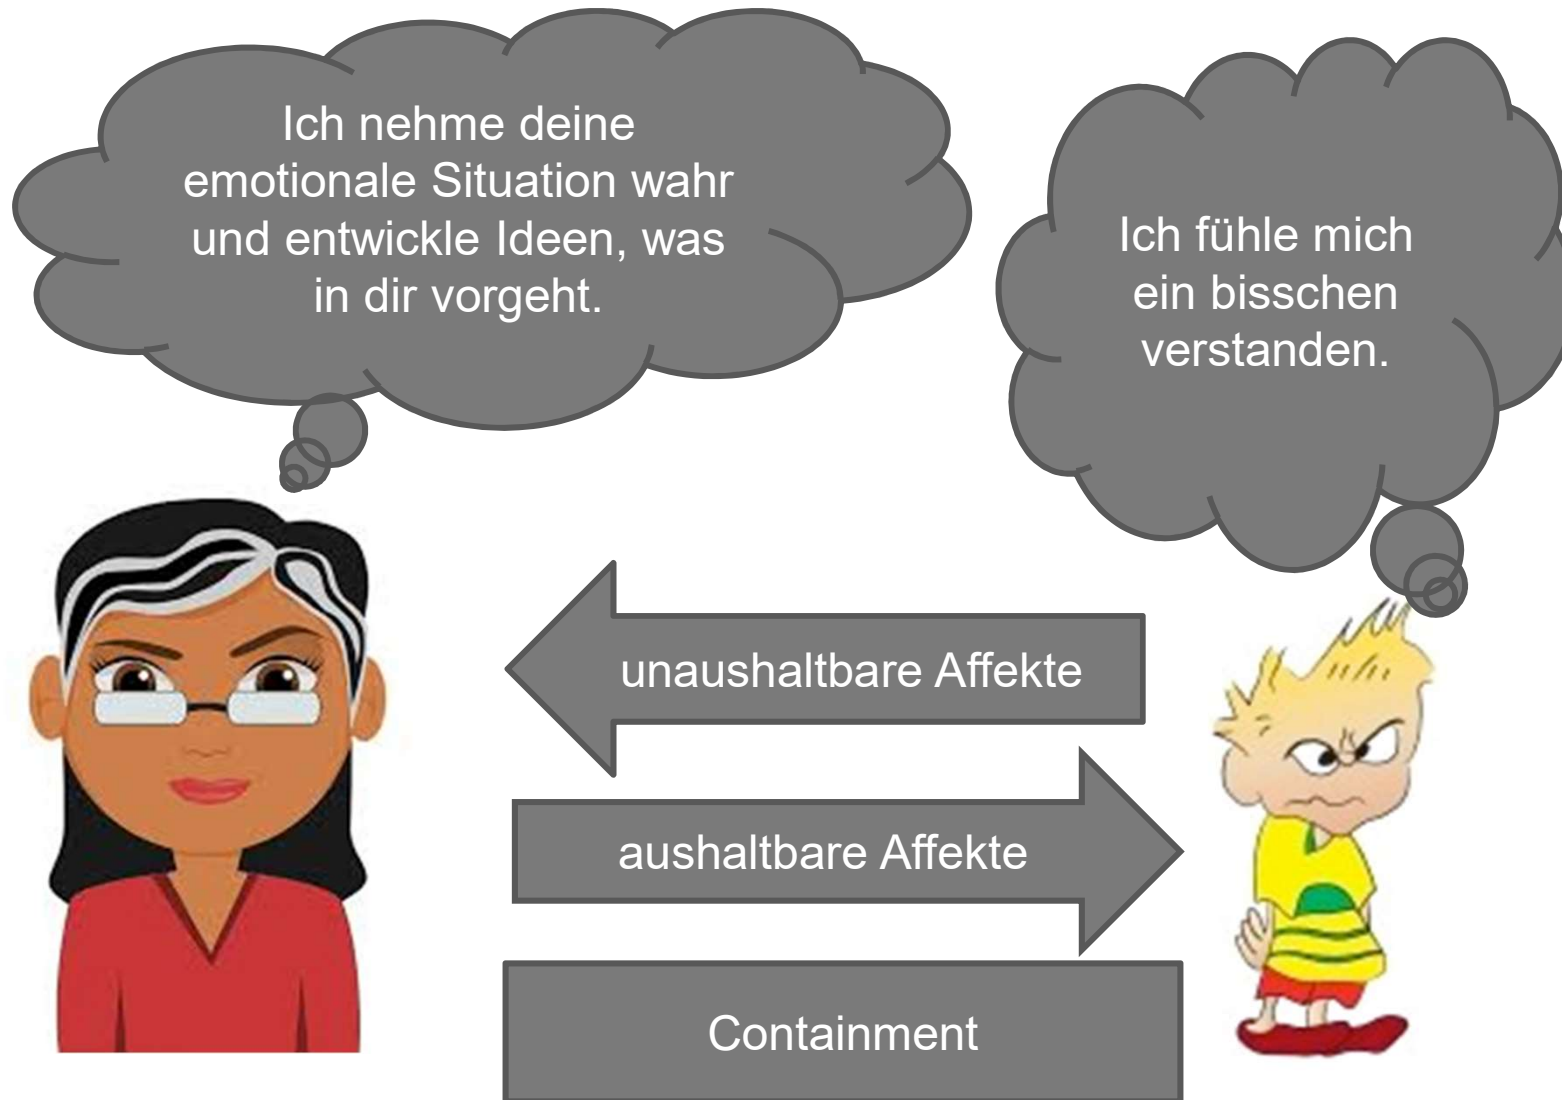 Ich nehme deine
emotionale Situation wahr
und entwickle Ideen, was
in dir vorgeht.
Ich fühle mich
ein bisschen
verstanden.
unaushaltbare Affekte
aushaltbare Affekte
Containment